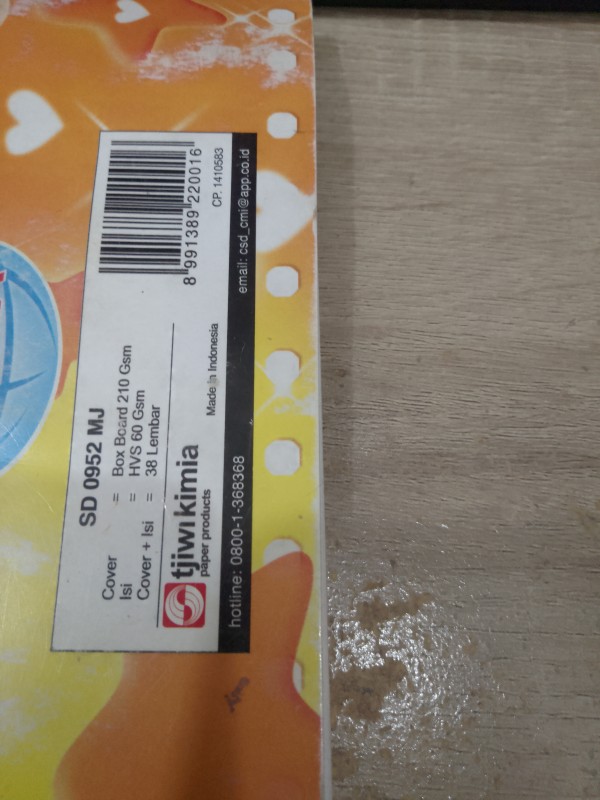 SD 0952 MJ
Cover = Box Board 210 Gsm
Isi = HVS 60 Gsm
Cover + Isi = 38 Lembar
tjiwi kimia
paper products
Made in Indonesia
hotline: 0800-1-368368
8 991389 220016
CP. 1410583
email: csd_cmi@app.co.id